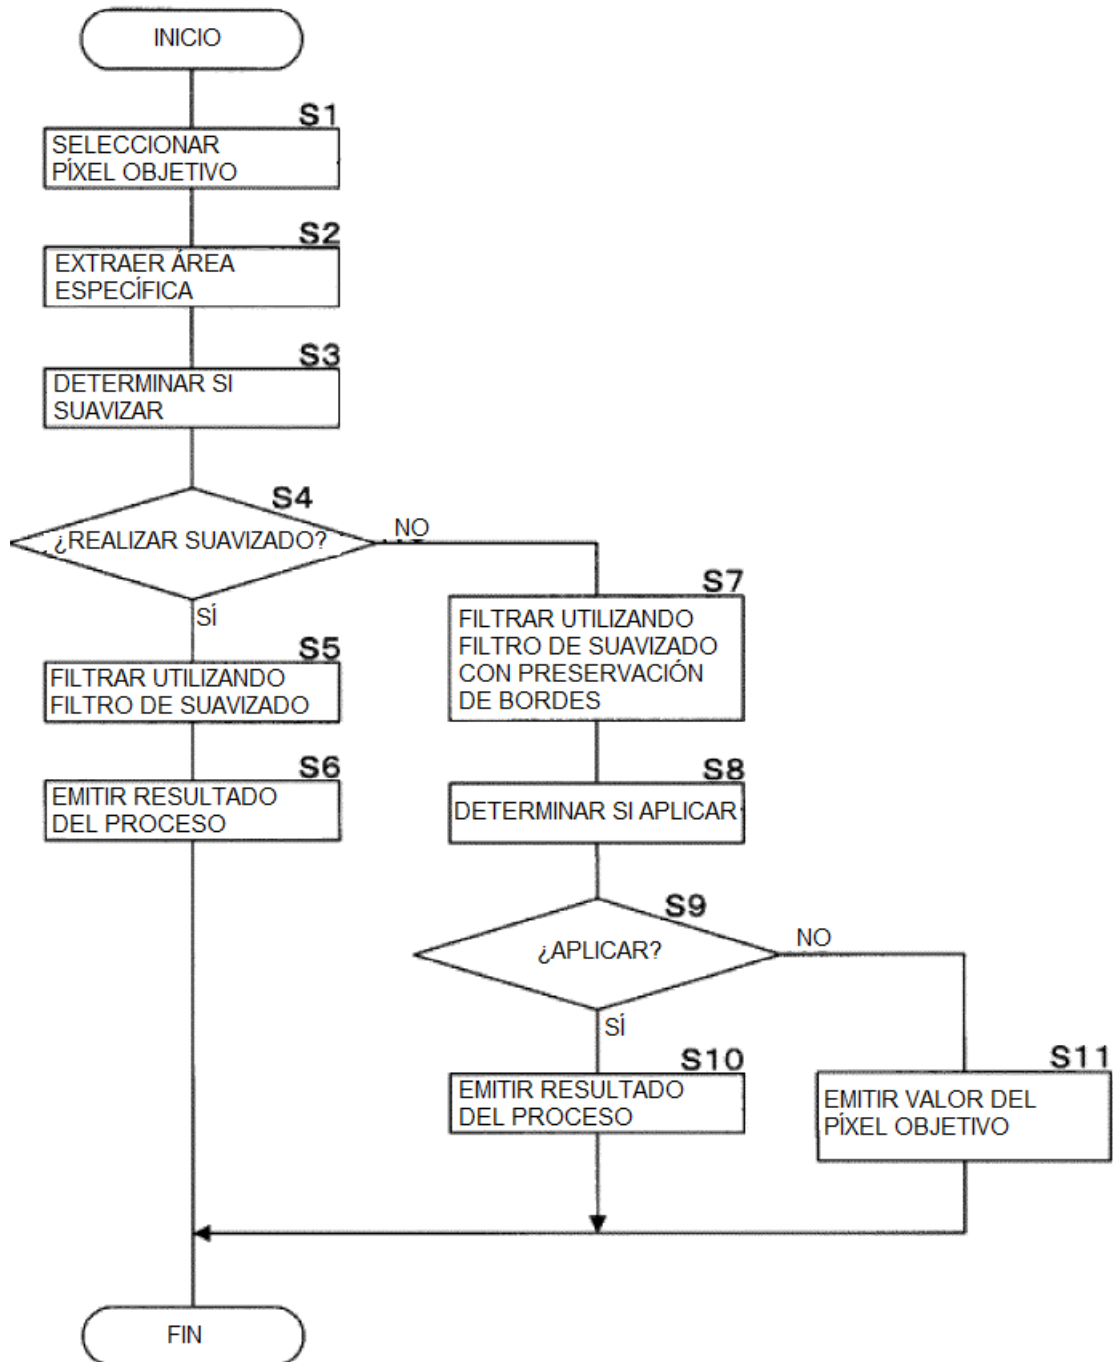 INICIO
S1
SELECCIONAR
PÍXEL OBJETIVO
S2
EXTRAER ÁREA
ESPECÍFICA
S3
DETERMINAR SI
SUAVIZAR
S4
¿REALIZAR SUAVIZADO?
NO
SÍ
S5
FILTRAR UTILIZANDO
FILTRO DE SUAVIZADO
S6
EMITIR RESULTADO
DEL PROCESO
S7
FILTRAR UTILIZANDO
FILTRO DE SUAVIZADO
CON PRESERVACIÓN
DE BORDES
S8
DETERMINAR SI APLICAR
S9
¿APLICAR?
NO
SÍ
S10
EMITIR RESULTADO
DEL PROCESO
S11
EMITIR VALOR DEL
PÍXEL OBJETIVO
FIN